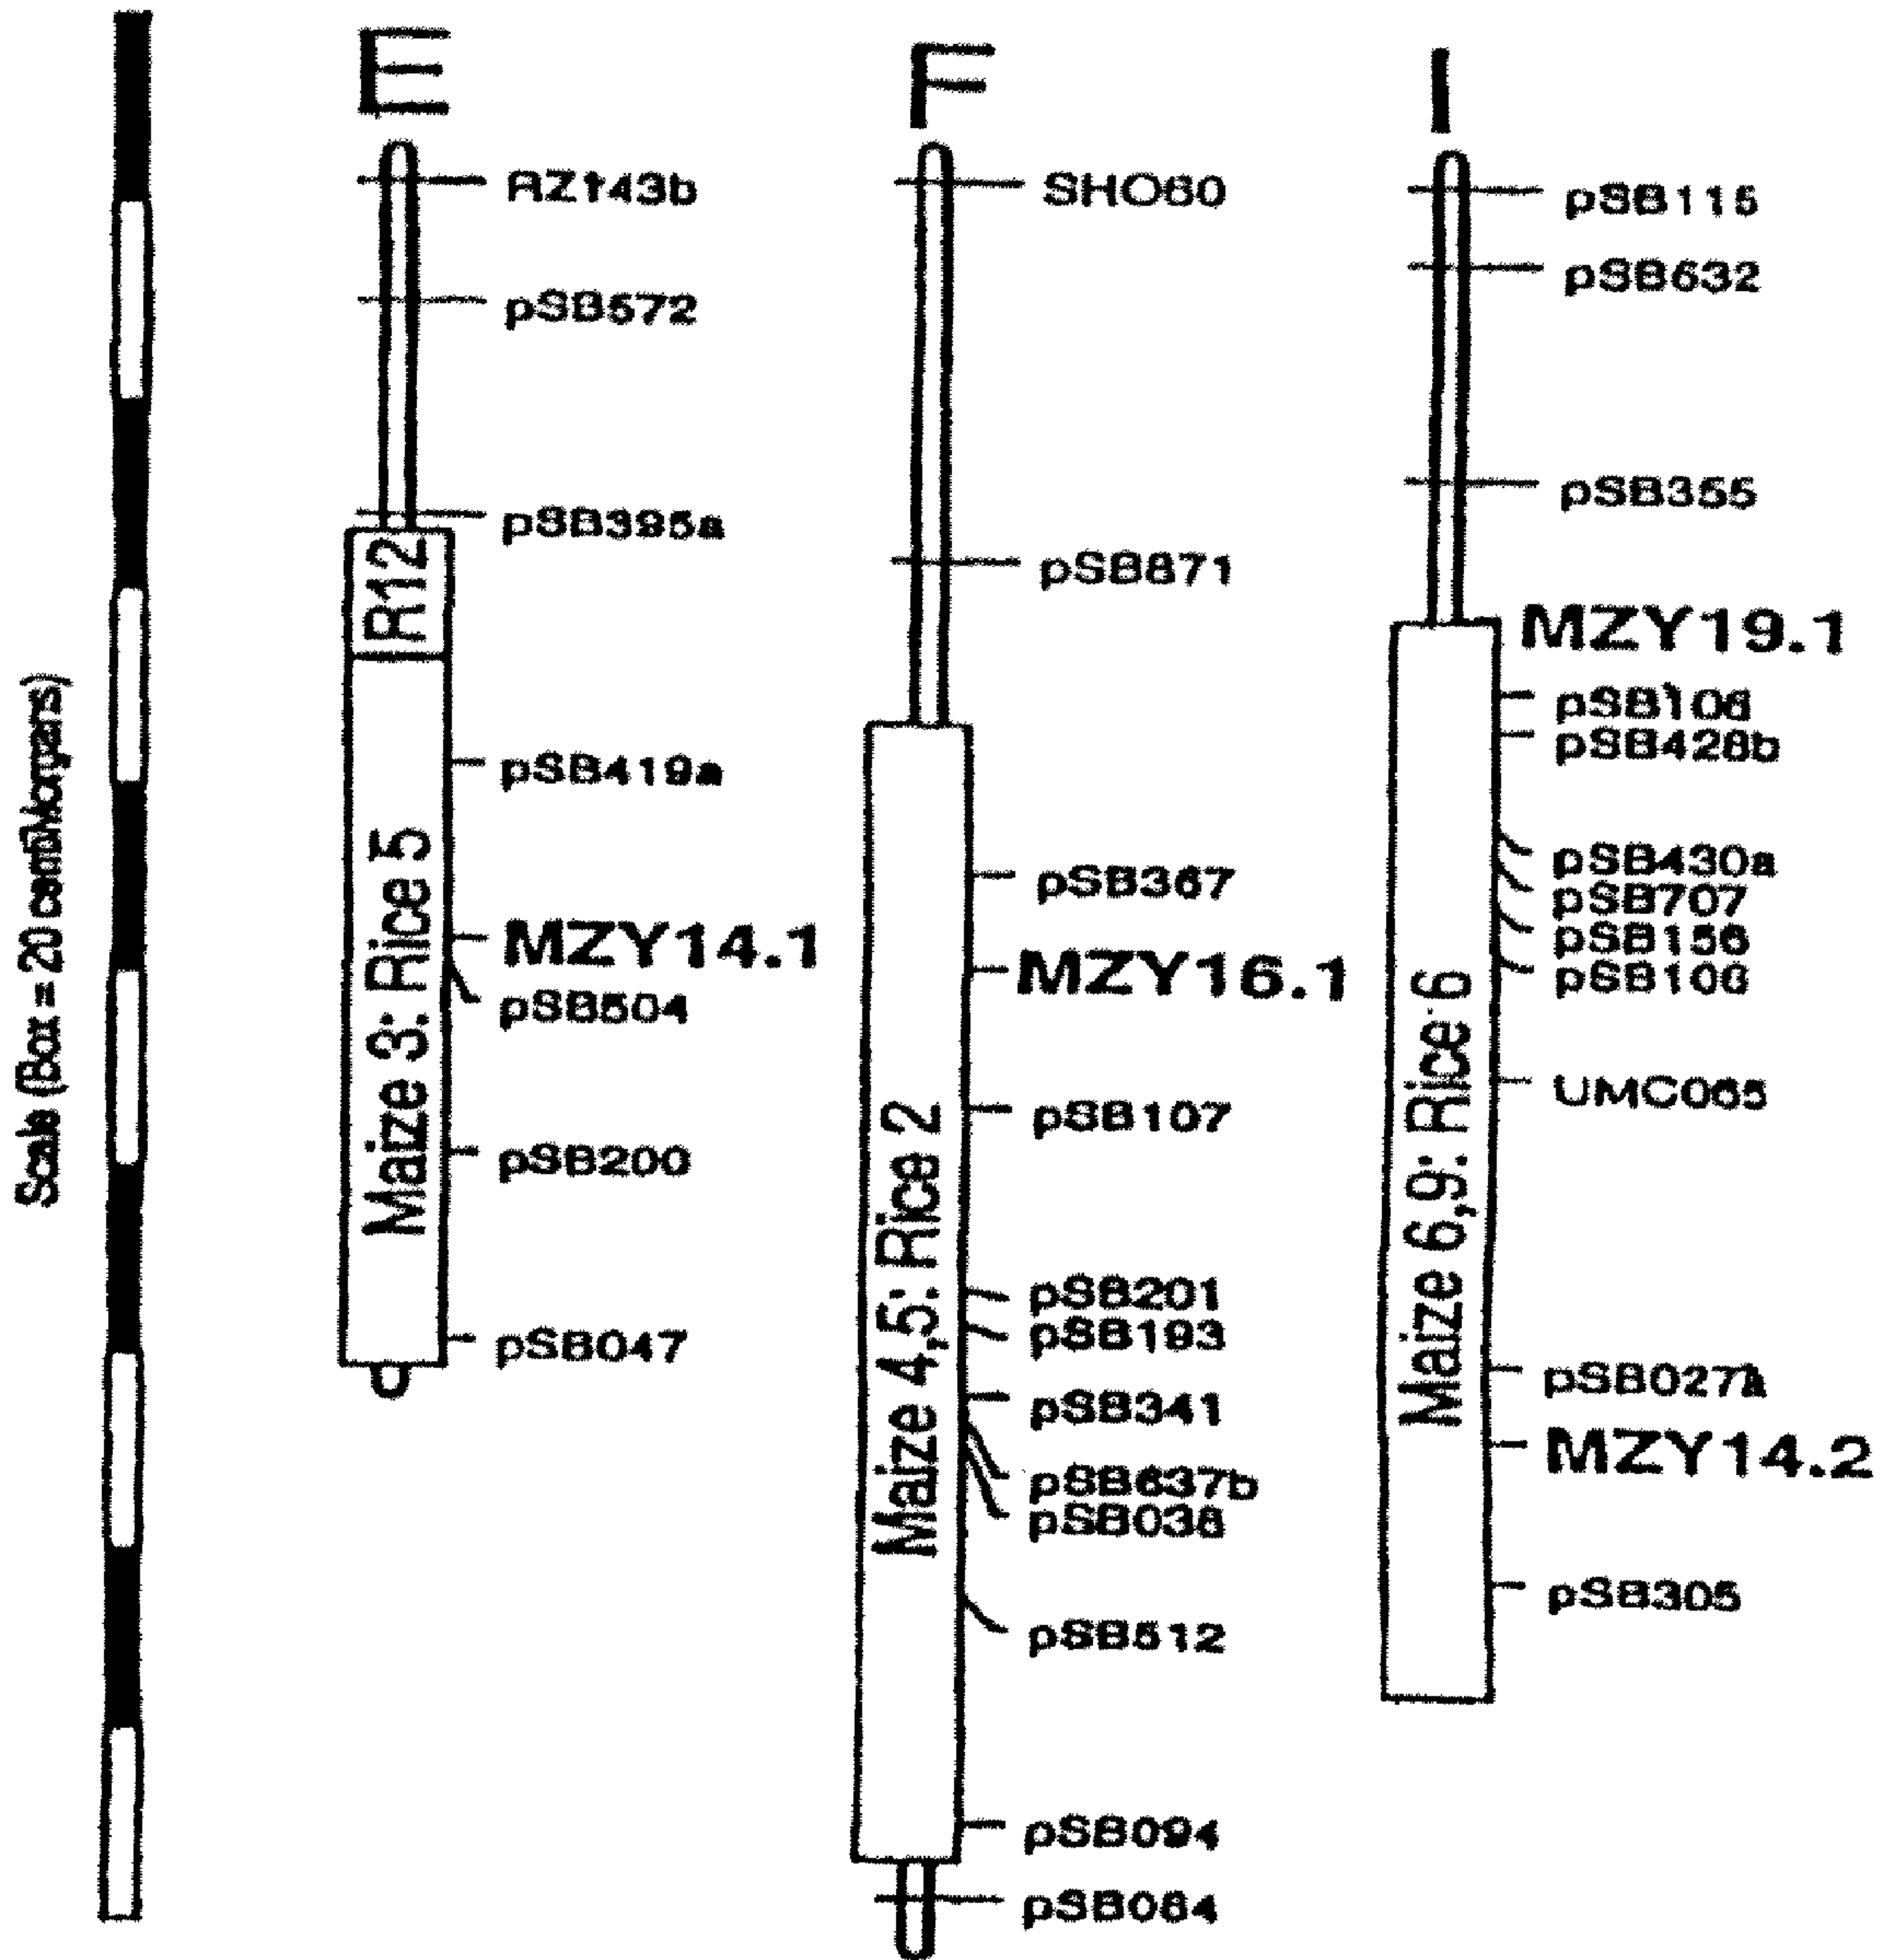 Scale (Box = 20 centiMorgans)
E
RZ143b
pSB572
pSB395a
R12
pSB419a
Maize 3: Rice 5
MZY14.1
pSB504
pSB200
pSB047
F
SHO60
pSB871
pSB367
MZY16.1
pSB107
Maize 4,5: Rice 2
pSB201
pSB193
pSB341
pSB637b
pSB038
pSB512
pSB094
pSB064
I
pSB115
pSB632
pSB355
MZY19.1
pSB106
pSB428b
pSB430a
pSB707
pSB156
pSB106
UMC065
Maize 6,9: Rice 6
pSB027a
MZY14.2
pSB305